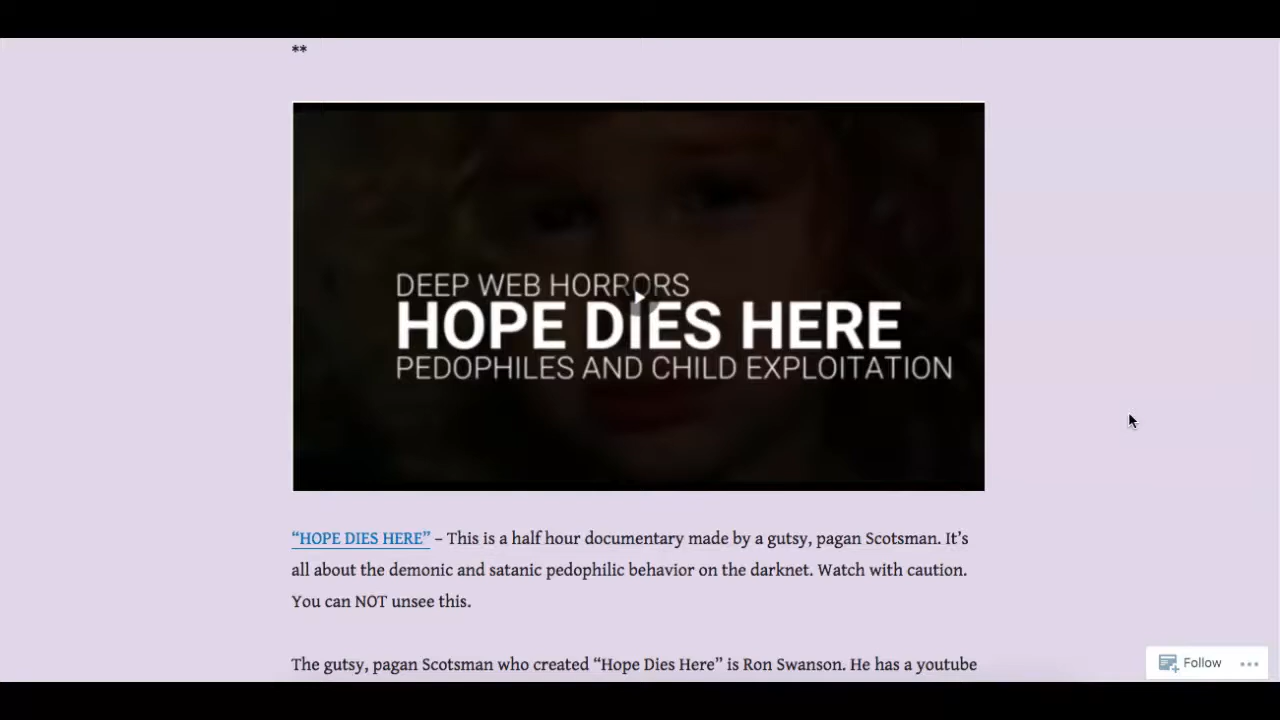 **
DEEP WEB HORRORS
HOPE DIES HERE
PEDOPHILES AND CHILD EXPLOITATION
“HOPE DIES HERE” – This is a half hour documentary made by a gutsy, pagan Scotsman. It’s
all about the demonic and satanic pedophilic behavior on the darknet. Watch with caution.
You can NOT unsee this.
The gutsy, pagan Scotsman who created “Hope Dies Here” is Ron Swanson. He has a youtube
Follow